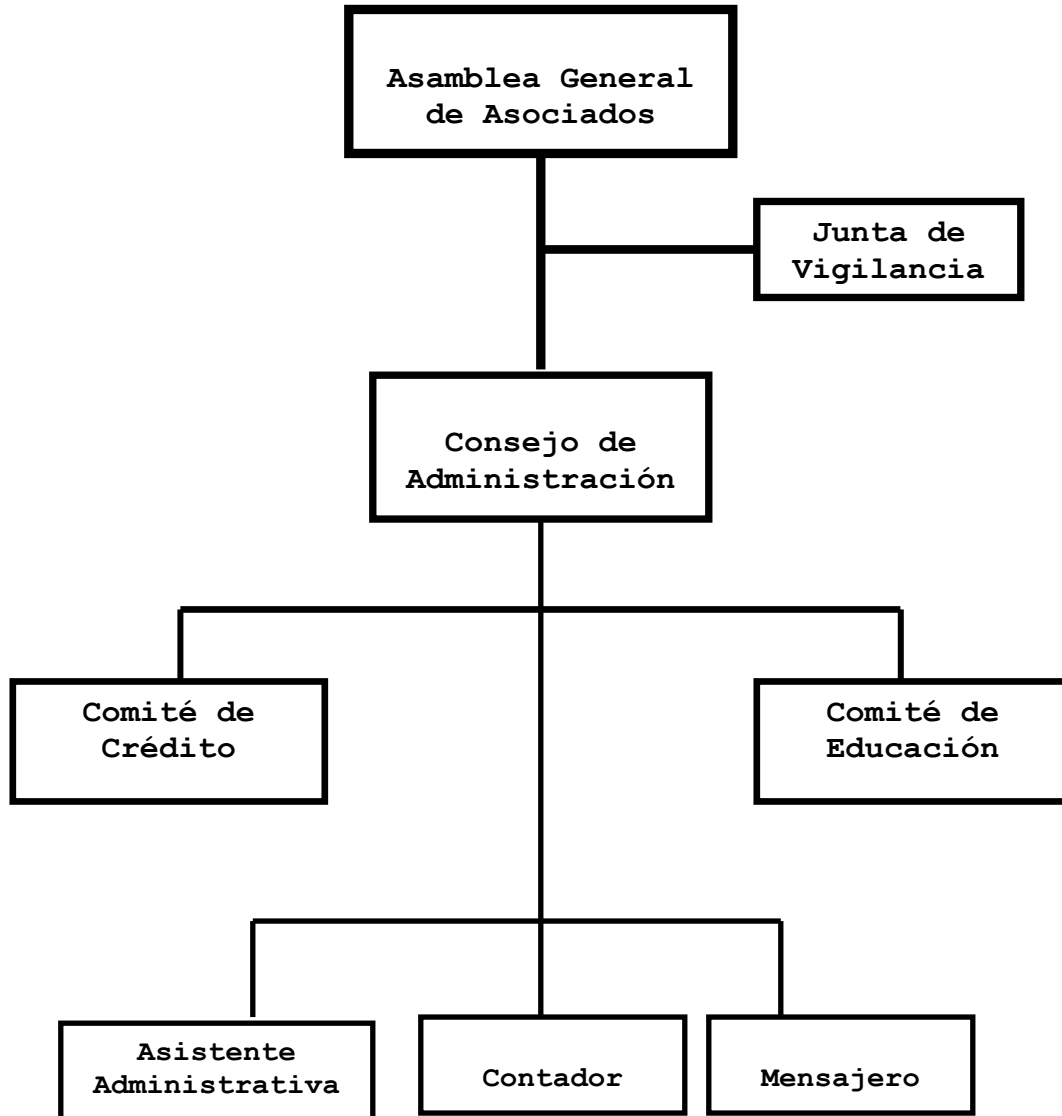 Asamblea General
de Asociados
Junta de
Vigilancia
Consejo de
Administración
Comité de
Crédito
Comité de
Educación
Asistente
Administrativa
Contador
Mensajero